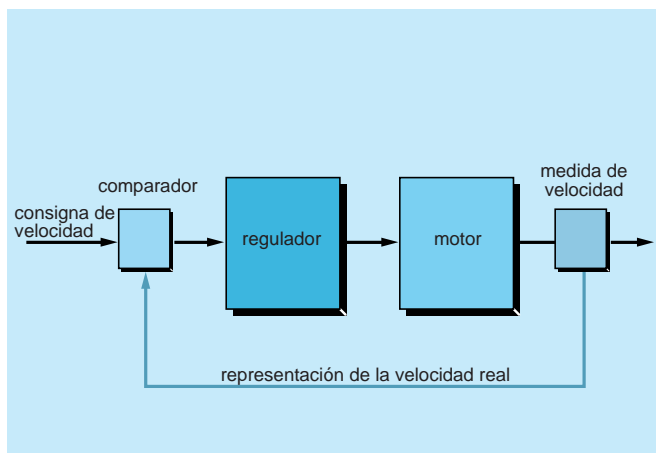 comparador
medida de
velocidad
consigna de
velocidad
regulador
motor
representación de la velocidad real